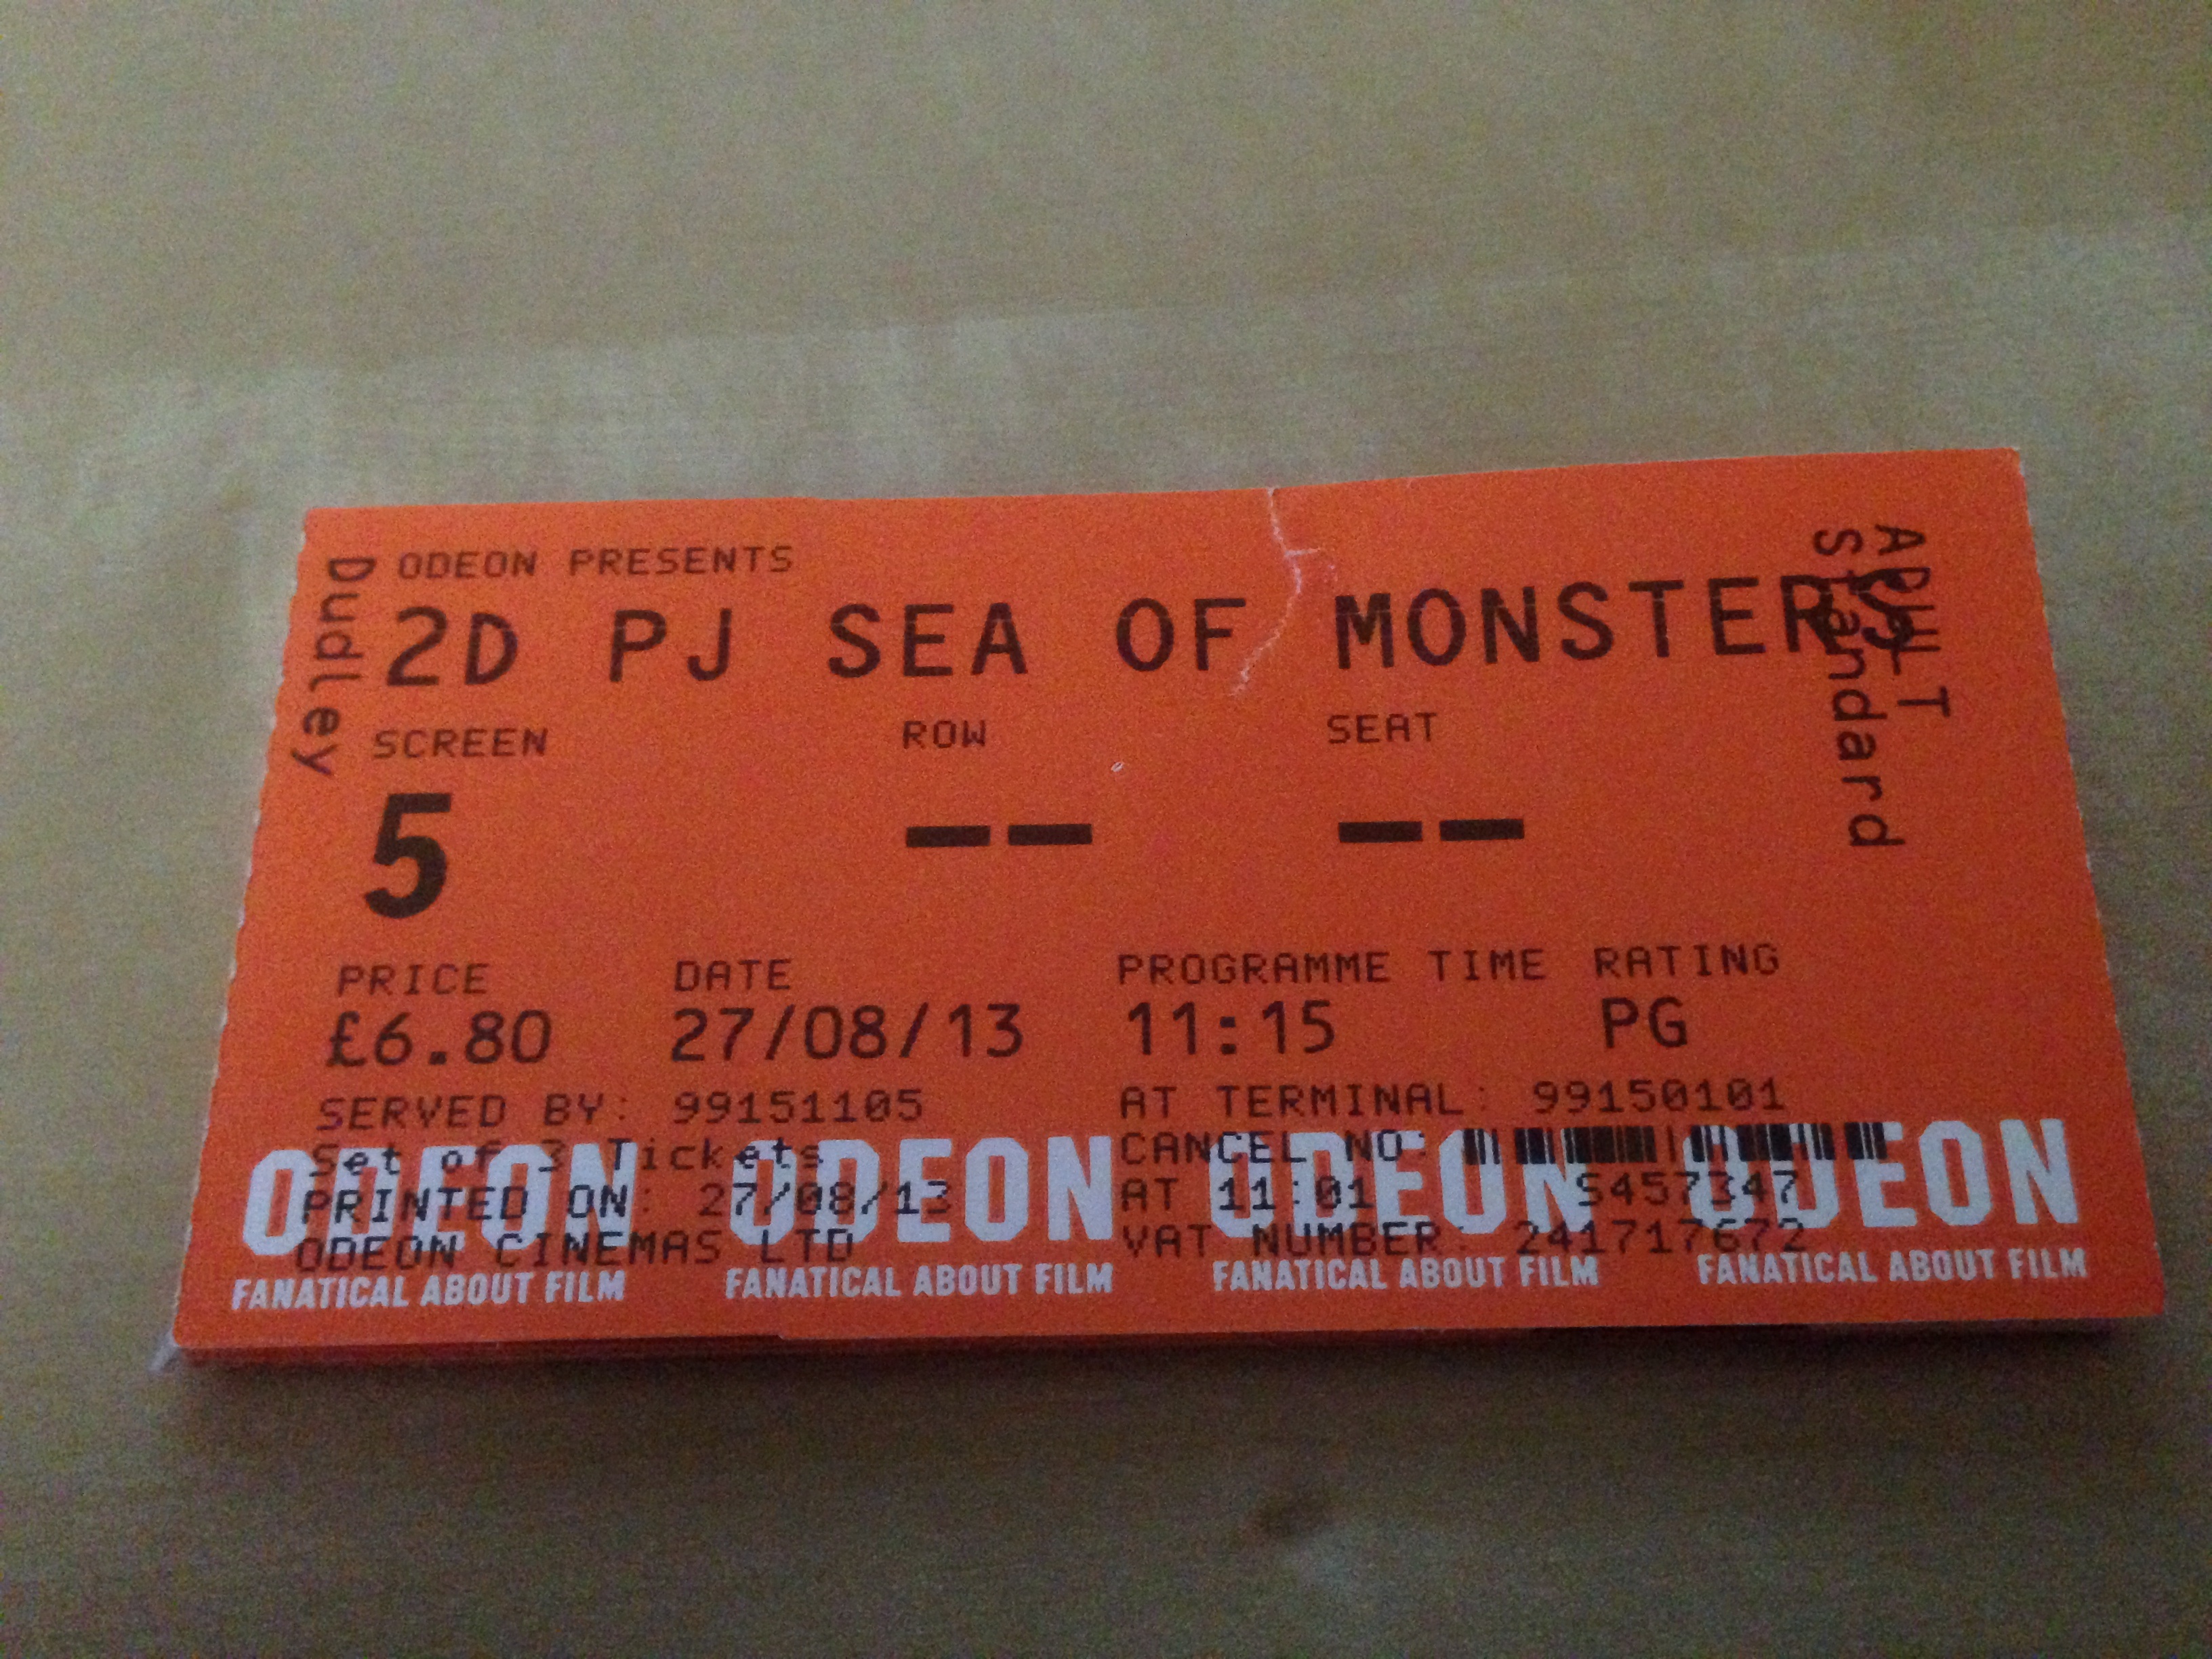 Dudley
ODEON PRESENTS
2D PJ SEA OF MONSTERS
ADULT
Standard
SCREEN ROW SEAT
5 -- --
PRICE DATE PROGRAMME TIME RATING
£6.80 27/08/13 11:15 PG
SERVED BY: 99151105 AT TERMINAL: 99150101
Set of 3 Tickets CANCEL NO:
PRINTED ON: 27/08/13 AT 11:01 S457347
ODEON CINEMAS LTD VAT NUMBER: 241717672
ODEON ODEON ODEON ODEON
FANATICAL ABOUT FILM FANATICAL ABOUT FILM FANATICAL ABOUT FILM FANATICAL ABOUT FILM